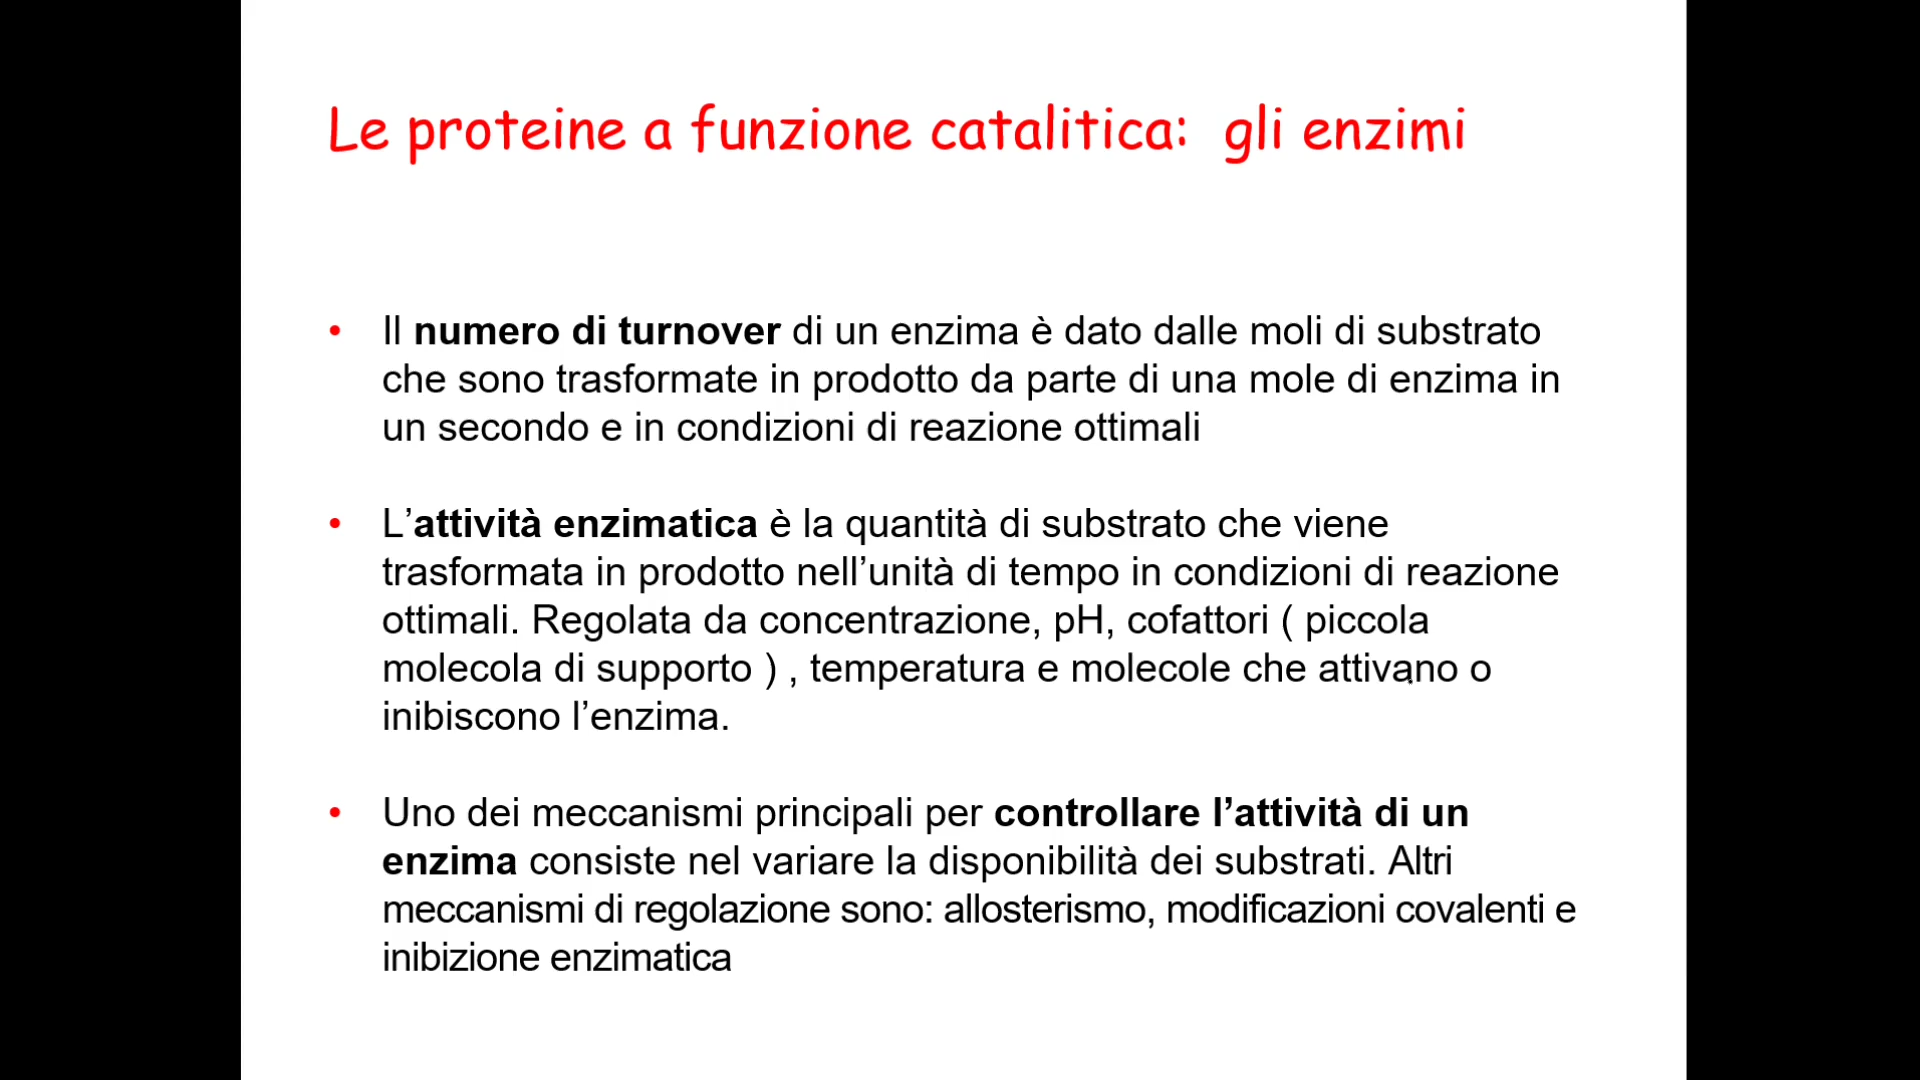 Le proteine a funzione catalitica: gli enzimi
• Il numero di turnover di un enzima è dato dalle moli di substrato
che sono trasformate in prodotto da parte di una mole di enzima in
un secondo e in condizioni di reazione ottimali
• L’attività enzimatica è la quantità di substrato che viene
trasformata in prodotto nell’unità di tempo in condizioni di reazione
ottimali. Regolata da concentrazione, pH, cofattori ( piccola
molecola di supporto ) , temperatura e molecole che attivano o
inibiscono l’enzima.
• Uno dei meccanismi principali per controllare l’attività di un
enzima consiste nel variare la disponibilità dei substrati. Altri
meccanismi di regolazione sono: allosterismo, modificazioni covalenti e
inibizione enzimatica